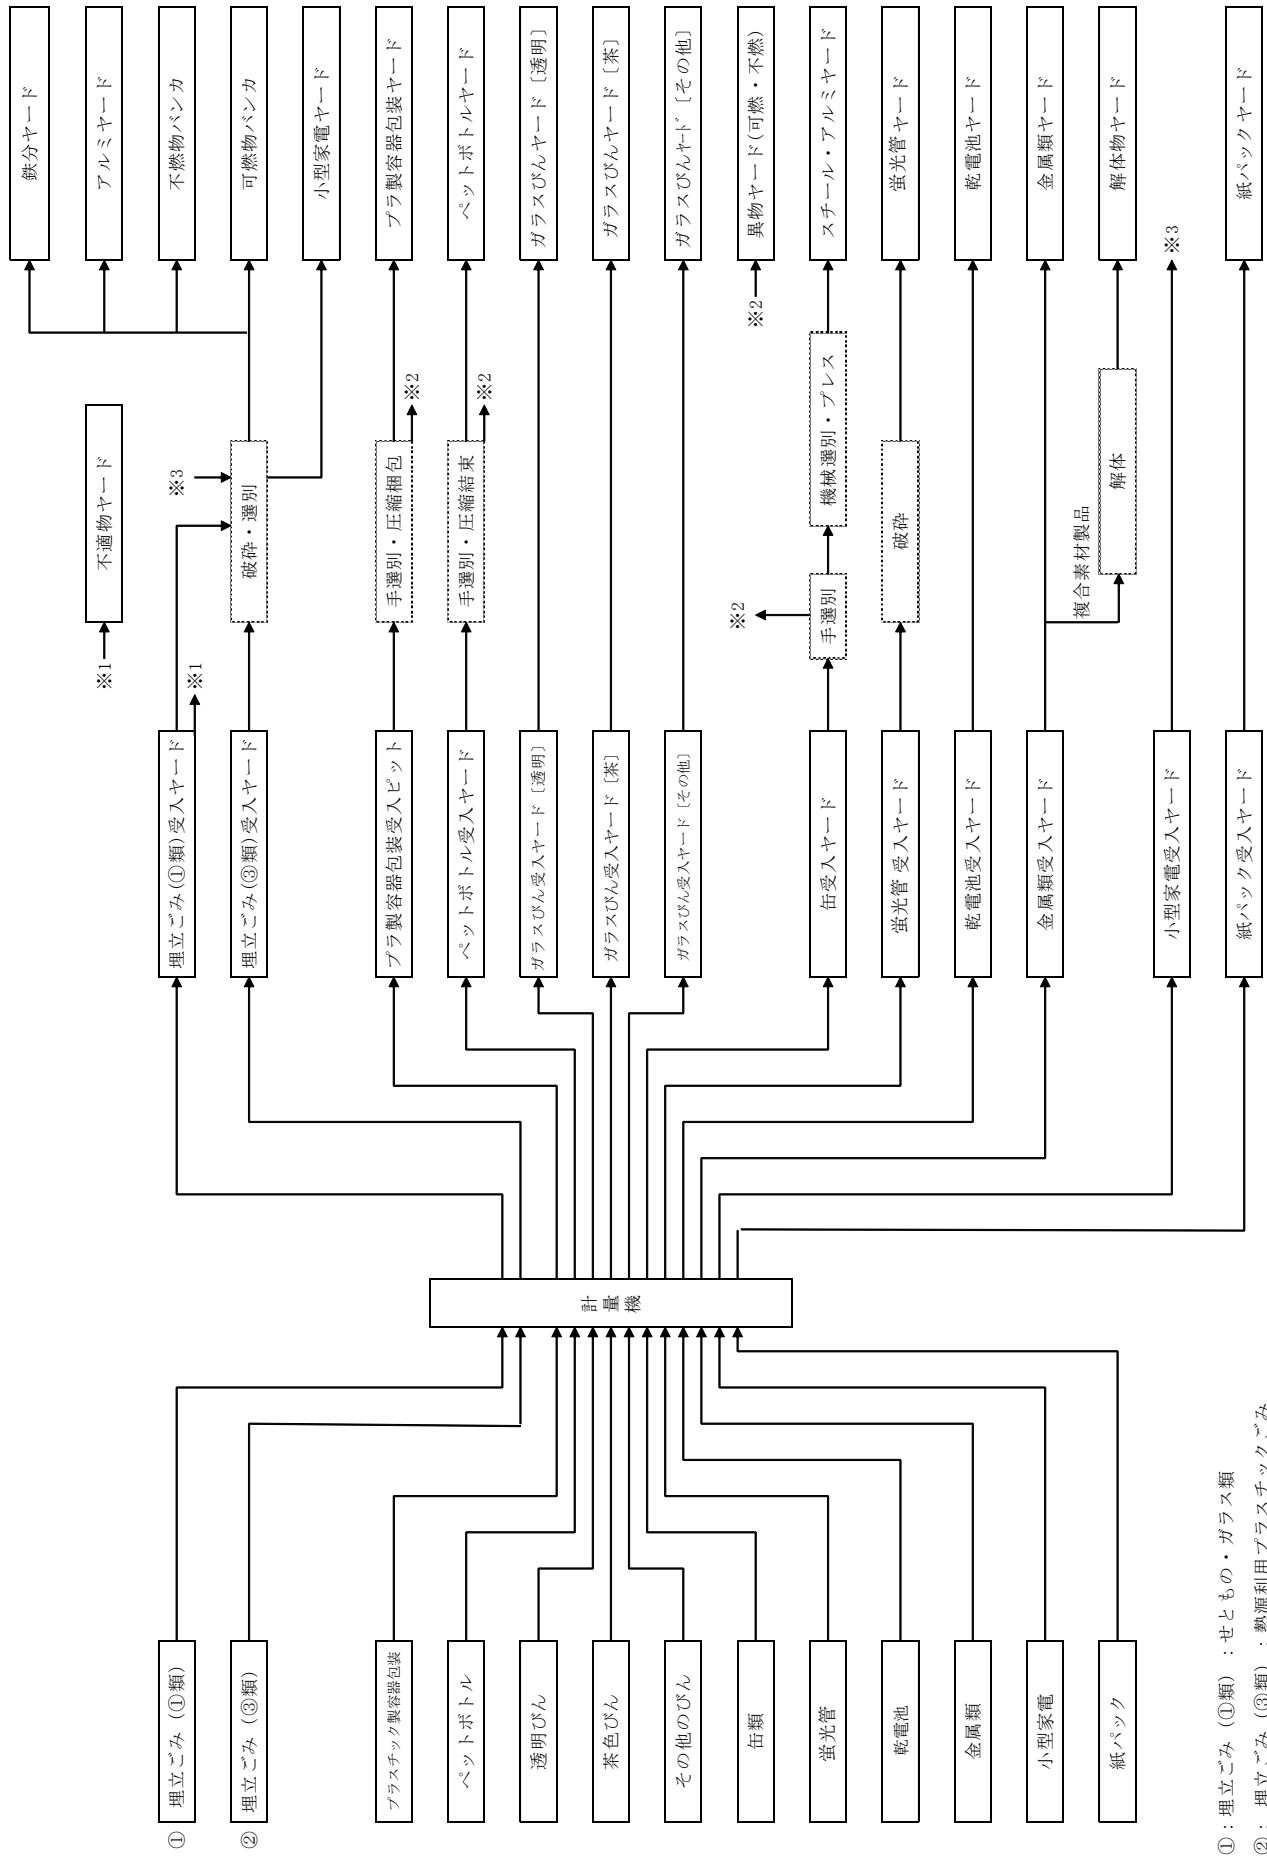 ① 埋立ごみ（①類）
② 埋立ごみ（③類）
プラスチック製容器包装
ペットボトル
透明びん
茶色びん
その他のびん
缶類
蛍光管
乾電池
金属類
小型家電
紙パック
計量機
埋立ごみ(①類)受入ヤード
※1
埋立ごみ(③類)受入ヤード
プラ製容器包装受入ピット
ペットボトル受入ヤード
ガラスびん受入ヤード［透明］
ガラスびん受入ヤード［茶］
ガラスびん受入ヤード［その他］
缶受入ヤード
蛍光管 受入ヤード
乾電池受入ヤード
金属類受入ヤード
小型家電受入ヤード
紙パック受入ヤード
※1
不適物ヤード
※3
破砕・選別
手選別・圧縮梱包
※2
手選別・圧縮結束
※2
※2
手選別
機械選別・プレス
破砕
複合素材製品
解体
鉄分ヤード
アルミヤード
不燃物バンカ
可燃物バンカ
小型家電ヤード
プラ製容器包装ヤード
ペットボトルヤード
ガラスびんヤード［透明］
ガラスびんヤード［茶］
ガラスびんヤード［その他］
※2
異物ヤード(可燃・不燃)
スチール・アルミヤード
蛍光管ヤード
乾電池ヤード
金属類ヤード
解体物ヤード
※3
紙パックヤード
①：埋立ごみ（①類）：せともの・ガラス類
②：埋立ごみ（③類）：熱源利用プラスチックごみ